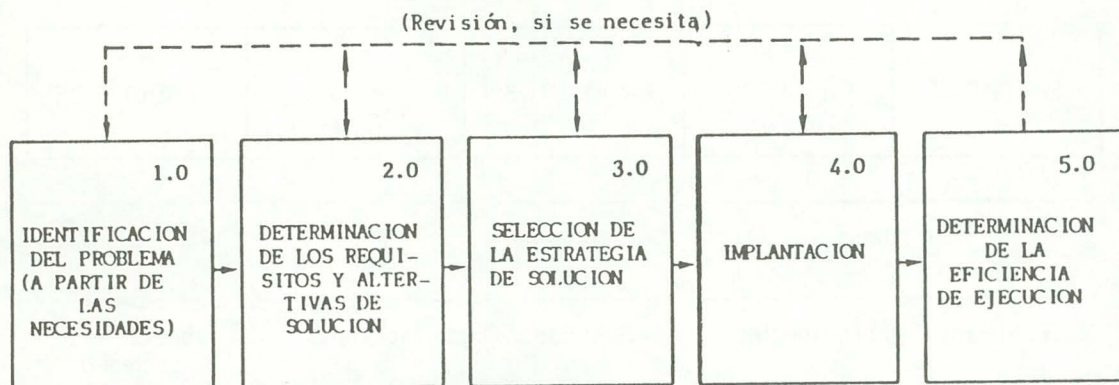 (Revisión, si se necesita)
1.0
IDENTIFICACION
DEL PROBLEMA
(A PARTIR DE
LAS
NECESIDADES)
2.0
DETERMINACION
DE LOS REQUI-
SITOS Y ALTER-
TIVAS DE
SOLUCION
3.0
SELECCION DE
LA ESTRATEGIA
DE SOLUCION
4.0
IMPLANTACION
5.0
DETERMINACION
DE LA
EFICIENCIA
DE EJECUCION